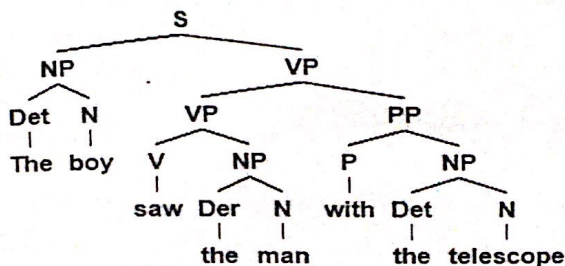 S
NP VP
Det N VP PP
The boy V NP P NP
saw Der N with Det N
the man the telescope